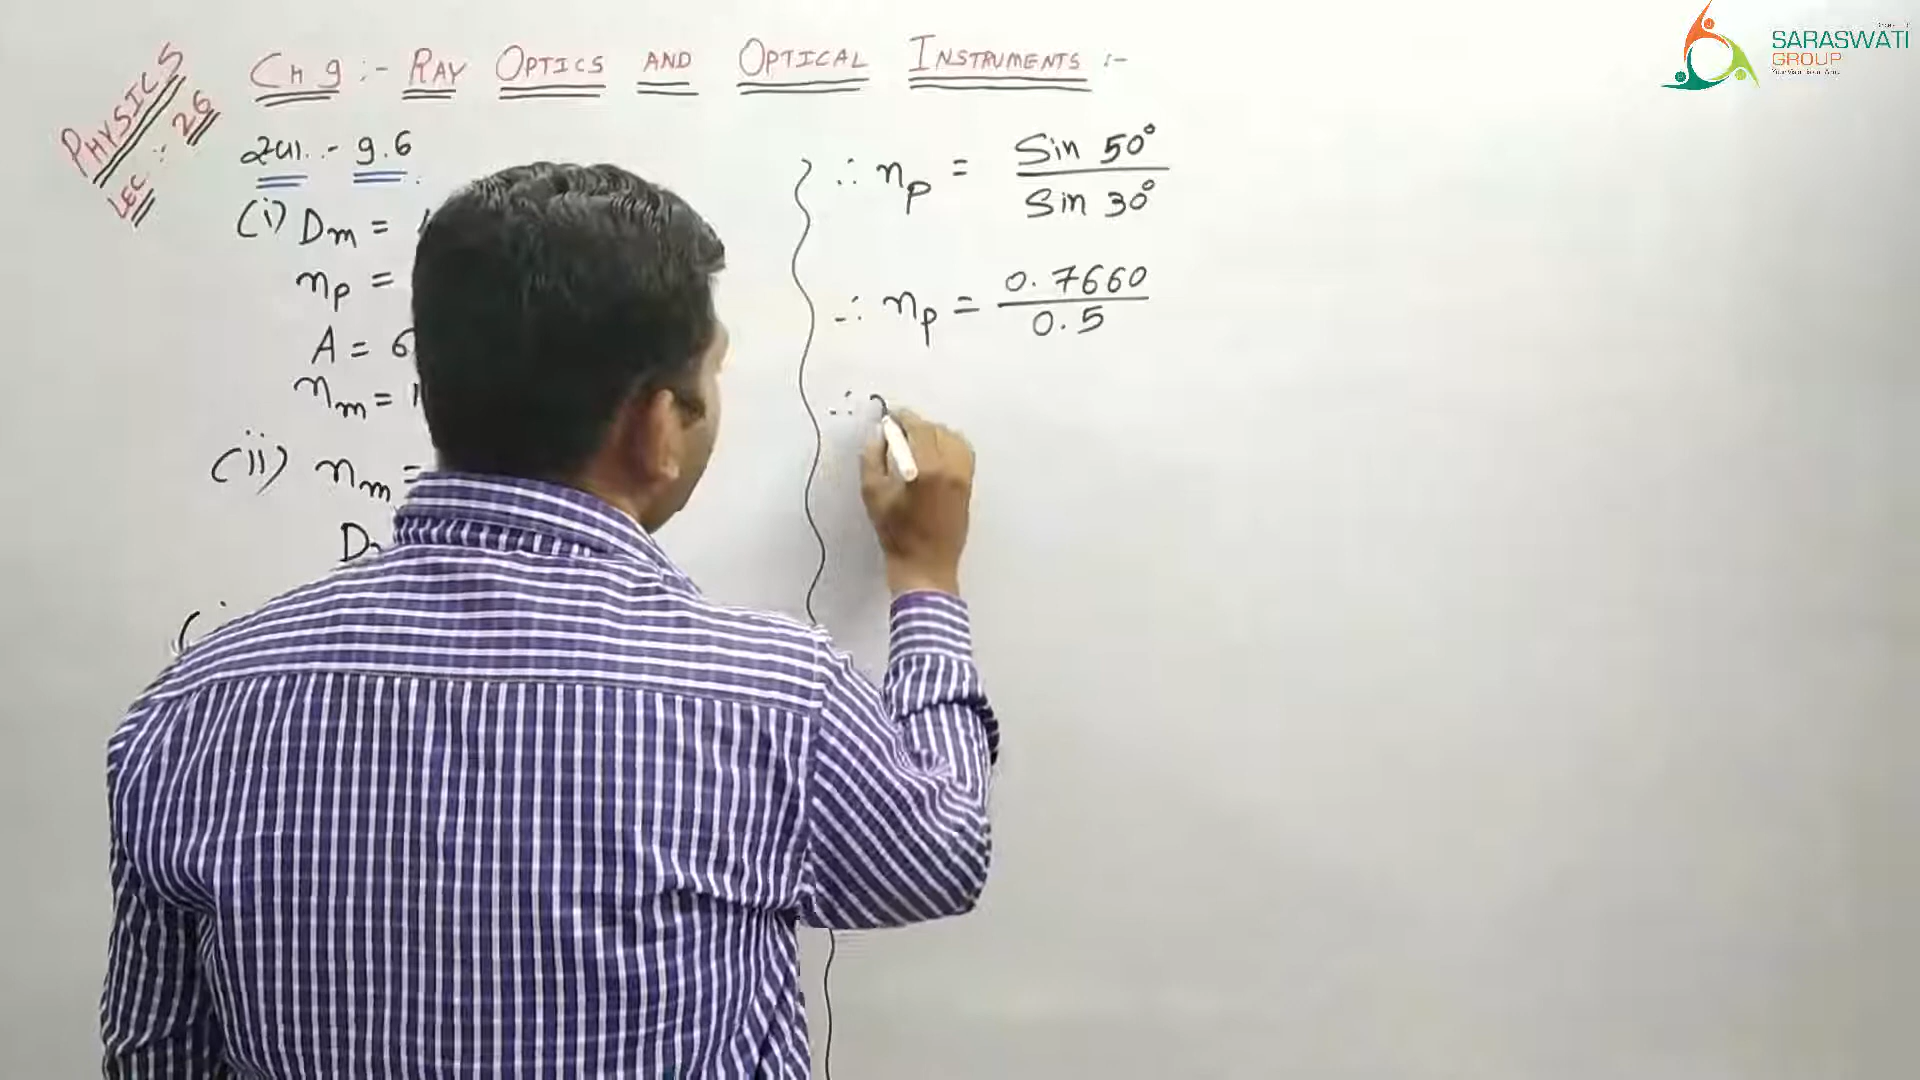 PHYSICS
LEC :: 26
CH 9 :- RAY OPTICS AND OPTICAL INSTRUMENTS :-
9.6
(i) Dm =
np =
A = 6
nm = 1
(ii) nm =
∴ np = Sin 50° / Sin 30°
∴ np = 0.7660 / 0.5
∴
SARASWATI
GROUP